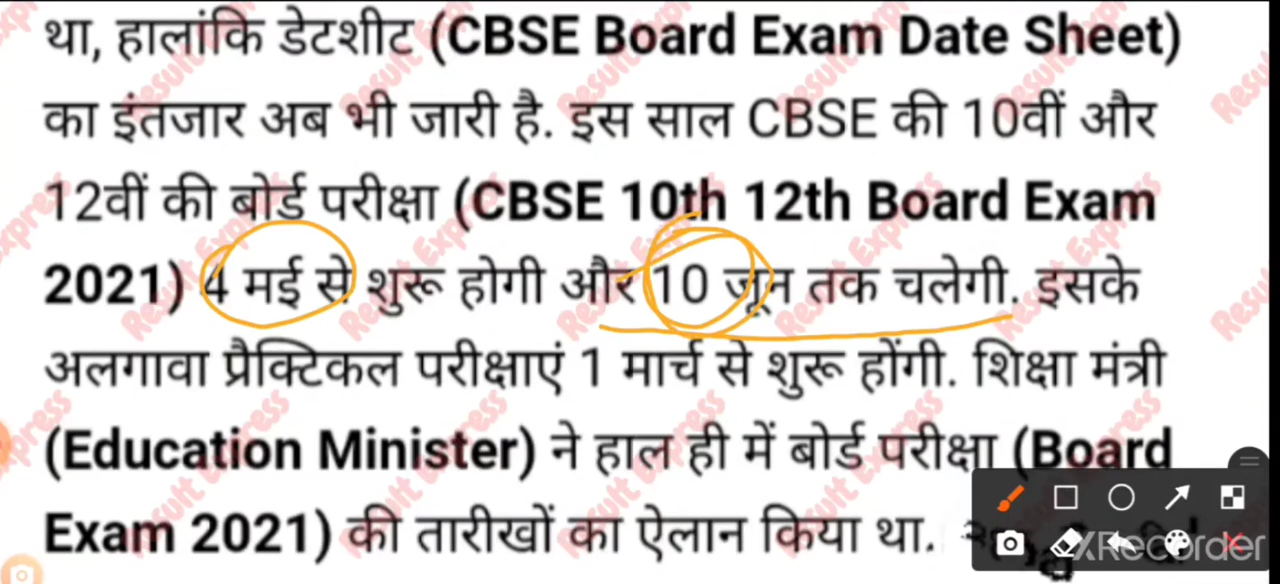 था, हालांकि डेटशीट (CBSE Board Exam Date Sheet)
का इंतजार अब भी जारी है. इस साल CBSE की 10वीं और
12वीं की बोर्ड परीक्षा (CBSE 10th 12th Board Exam
2021) 4 मई से शुरू होगी और 10 जून तक चलेगी. इसके
अलगावा प्रैक्टिकल परीक्षाएं 1 मार्च से शुरू होंगी. शिक्षा मंत्री
(Education Minister) ने हाल ही में बोर्ड परीक्षा (Board
Exam 2021) की तारीखों का ऐलान किया था.
XRecorder
Result Express